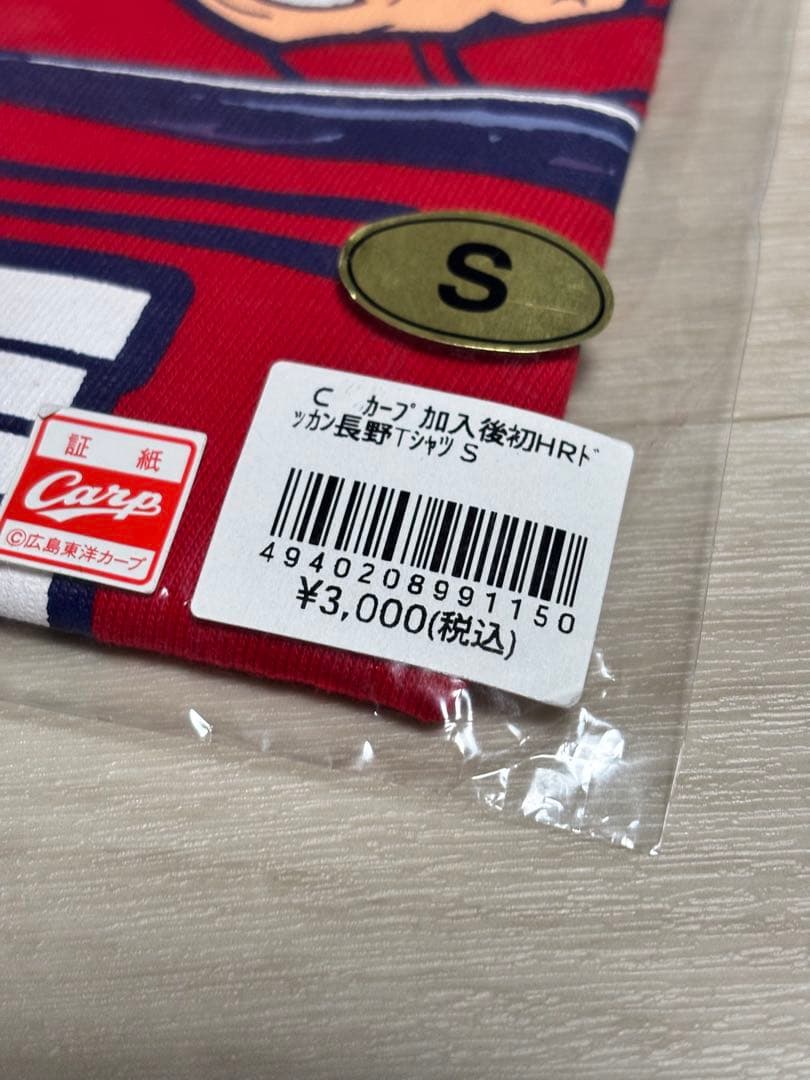 S
C カープ 加入後初HRド
ッカン長野Tシャツ S
4940208991150
¥3,000(税込)
証 紙
Carp
©広島東洋カープ